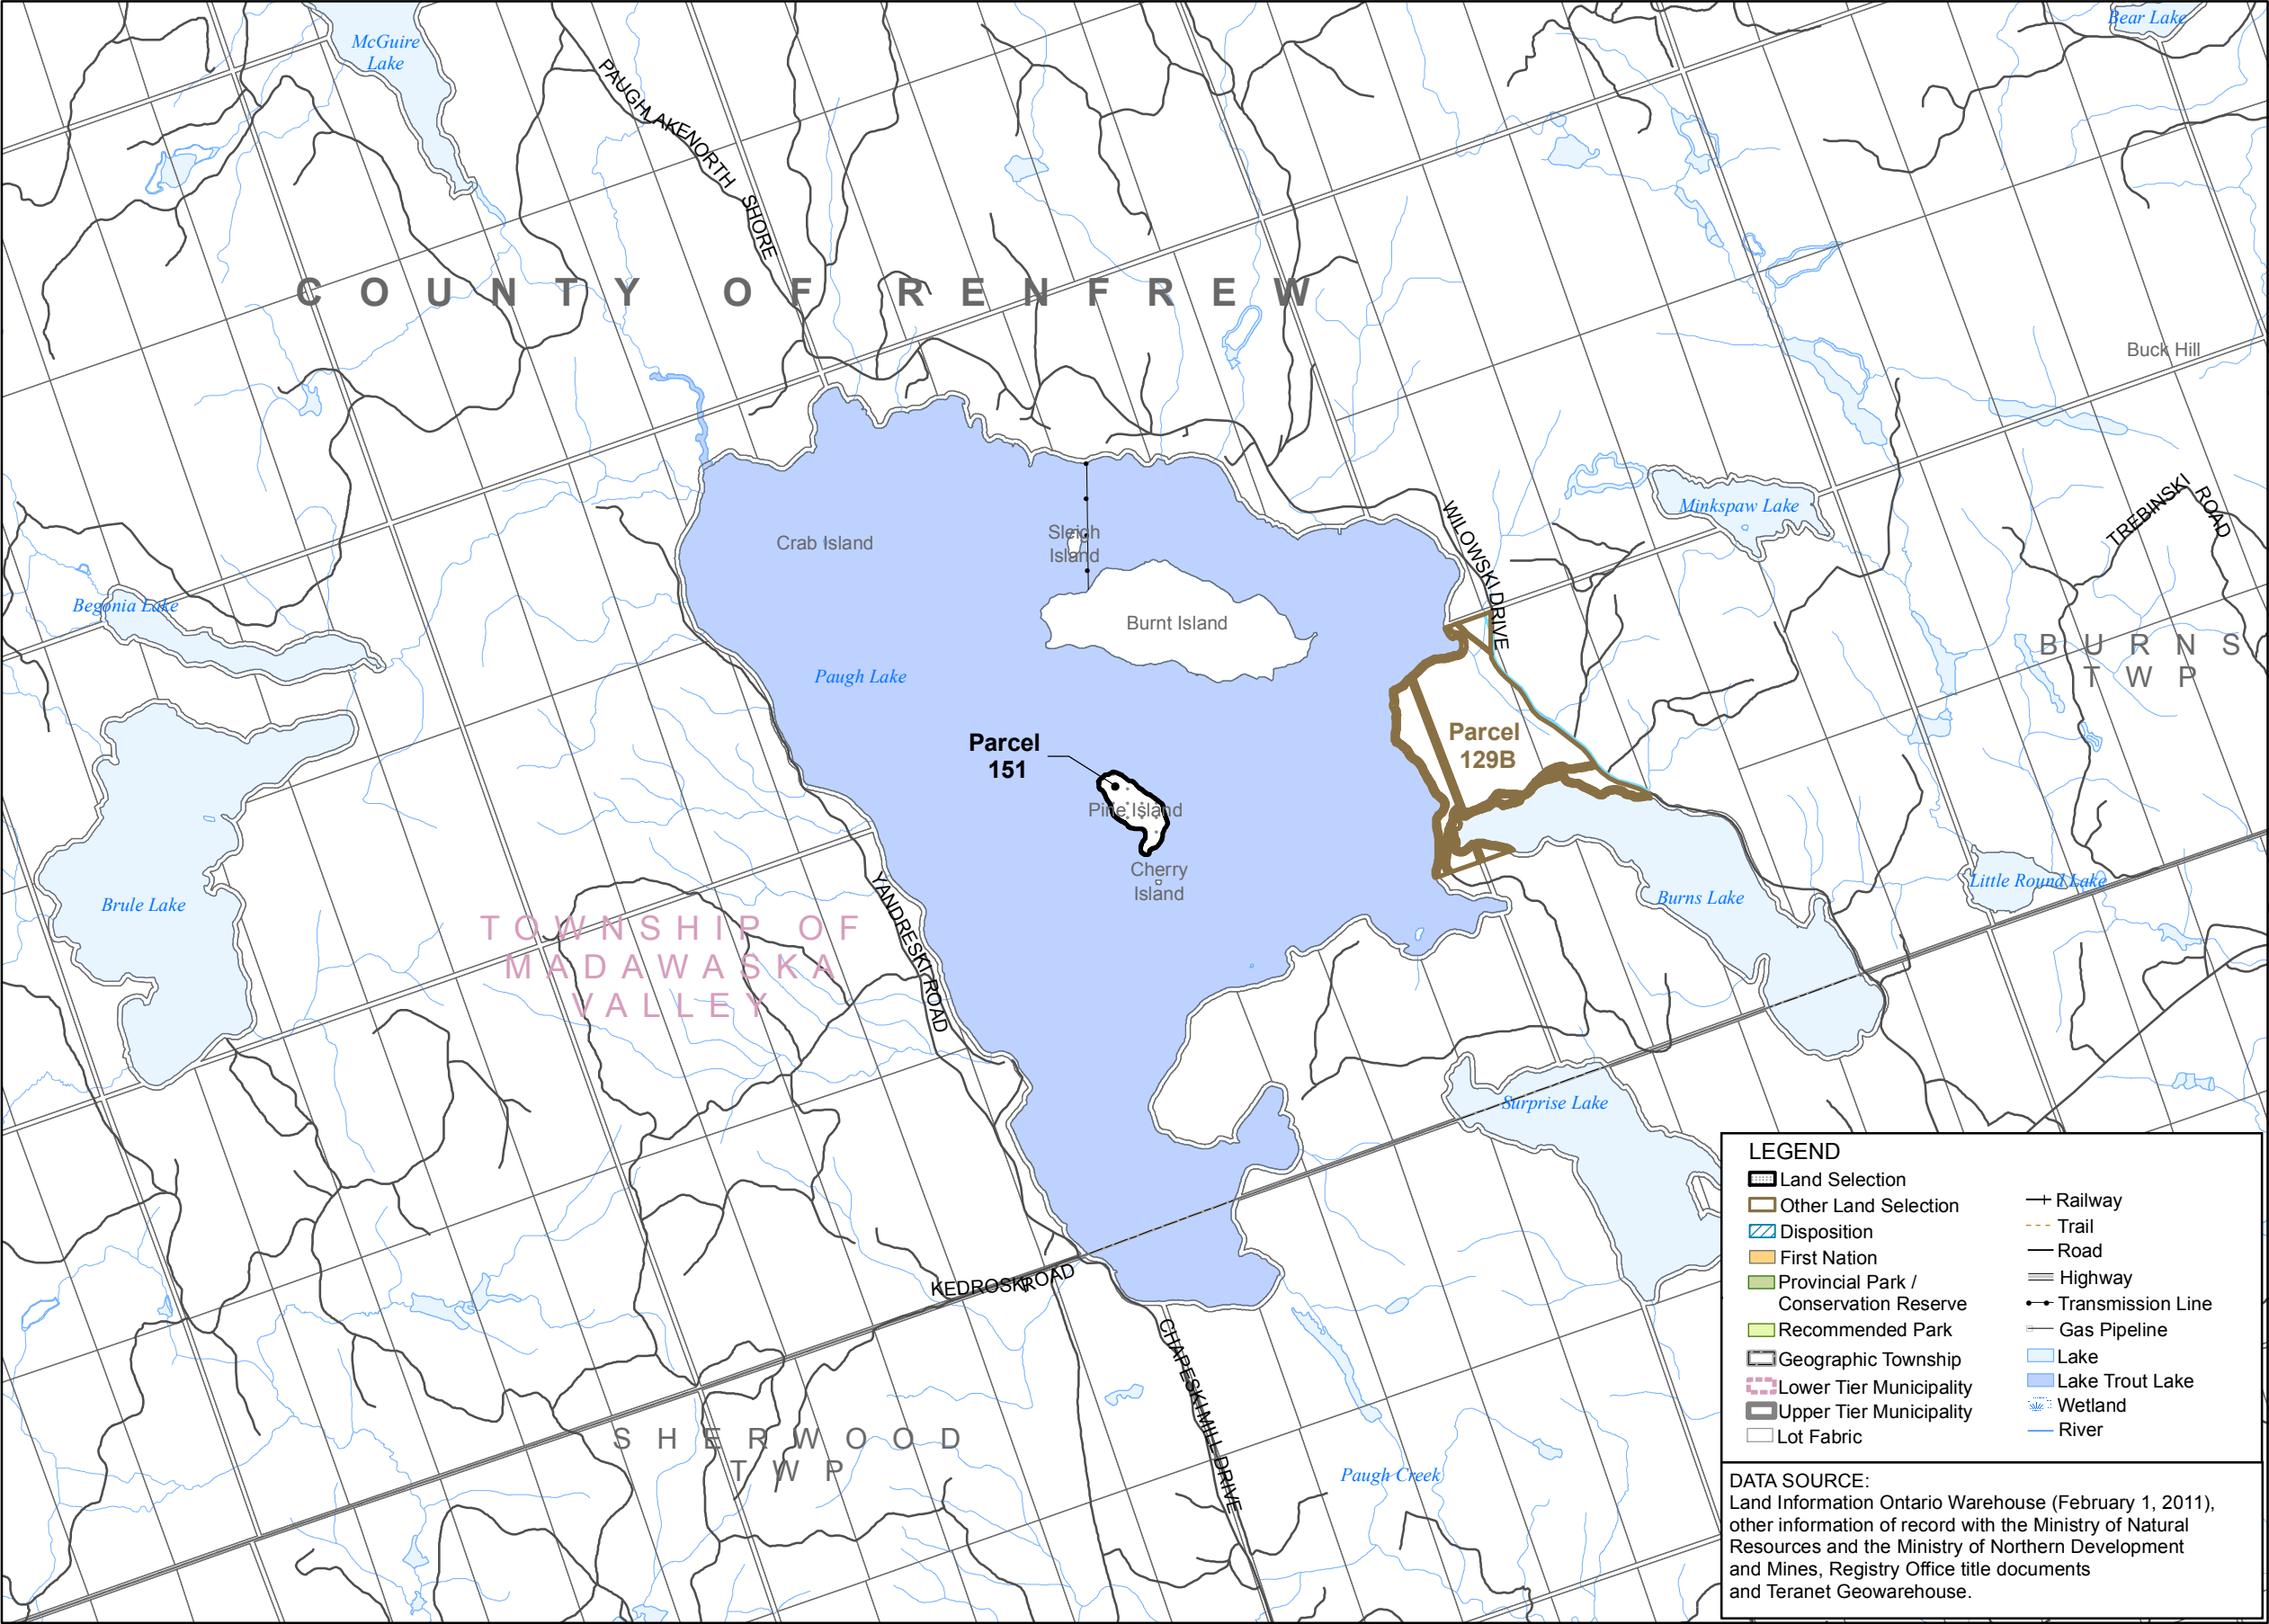 Bear Lake
McGuire
Lake
PAUGH LAKE NORTH SHORE
COUNTY OF RENFREW
Buck Hill
Minkspaw Lake
TREBINSKI ROAD
WILOWSKI DRIVE
Crab Island
Sleigh
Island
Begonia Lake
Burnt Island
BURNS
TWP
Paugh Lake
Parcel
151
Parcel
129B
Pine Island
Cherry
Island
Brule Lake
Burns Lake
Little Round Lake
YANDRESKI ROAD
TOWNSHIP OF
MADAWASKA
VALLEY
Surprise Lake
KEDROSKI ROAD
CHAPESKI MILL DRIVE
SHERWOOD
TWP
Paugh Creek
LEGEND
Land Selection
Other Land Selection
Disposition
First Nation
Provincial Park /
Conservation Reserve
Recommended Park
Geographic Township
Lower Tier Municipality
Upper Tier Municipality
Lot Fabric
Railway
Trail
Road
Highway
Transmission Line
Gas Pipeline
Lake
Lake Trout Lake
Wetland
River
DATA SOURCE:
Land Information Ontario Warehouse (February 1, 2011),
other information of record with the Ministry of Natural
Resources and the Ministry of Northern Development
and Mines, Registry Office title documents
and Teranet Geowarehouse.